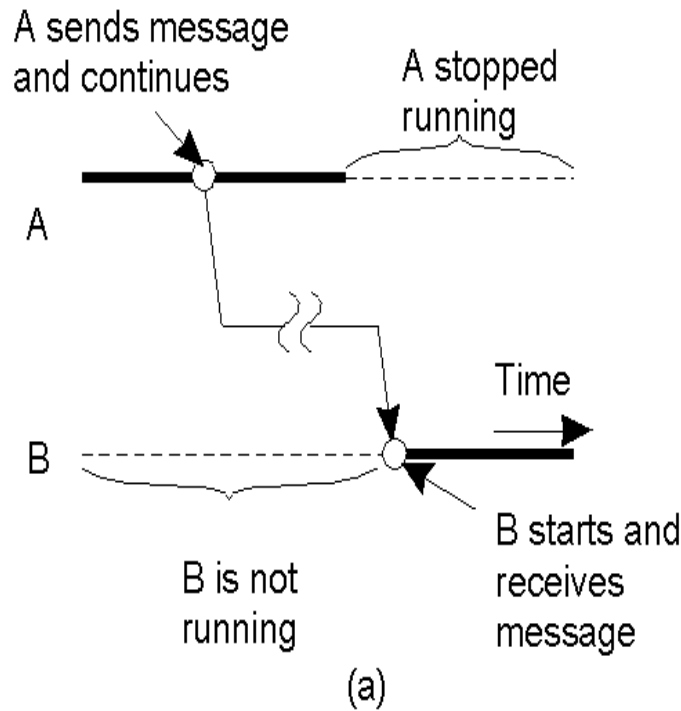 A sends message
and continues
A stopped
running
A
Time
B
B starts and
receives
message
B is not
running
(a)